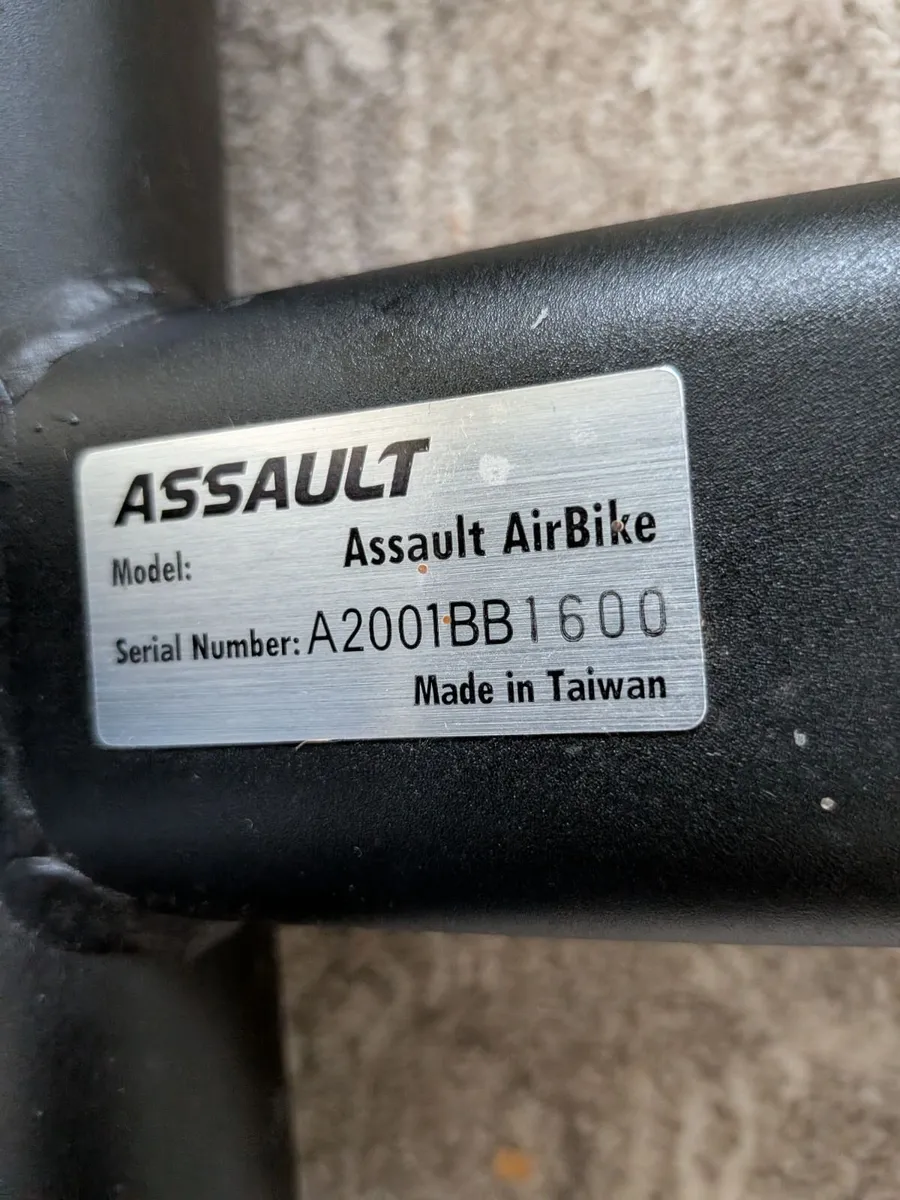 ASSAULT
Model: Assault AirBike
Serial Number: A2001BB1600
Made in Taiwan